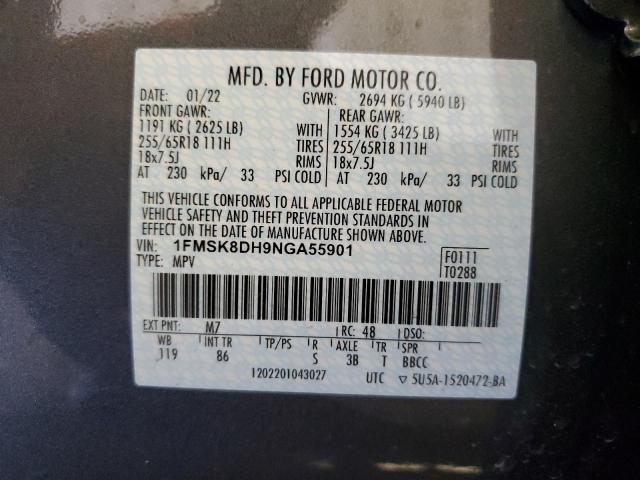 MFD. BY FORD MOTOR CO.
DATE: 01/22 GVWR: 2694 KG ( 5940 LB)
FRONT GAWR: REAR GAWR:
1191 KG ( 2625 LB) WITH 1554 KG ( 3425 LB) WITH
255/65R18 111H TIRES 255/65R18 111H TIRES
18x7.5J RIMS 18x7.5J RIMS
AT 230 kPa/ 33 PSI COLD AT 230 kPa/ 33 PSI COLD
THIS VEHICLE CONFORMS TO ALL APPLICABLE FEDERAL MOTOR
VEHICLE SAFETY AND THEFT PREVENTION STANDARDS IN
EFFECT ON THE DATE OF MANUFACTURE SHOWN ABOVE.
VIN: 1FMSK8DH9NGA55901 F0111
TYPE: MPV T0288
EXT PNT: M7 RC: 48 DSO:
WB INT TR TP/PS R AXLE TR SPR
119 86 S 3B T BBCC
1202201043027 UTC ▽ 5U5A-1520472-BA